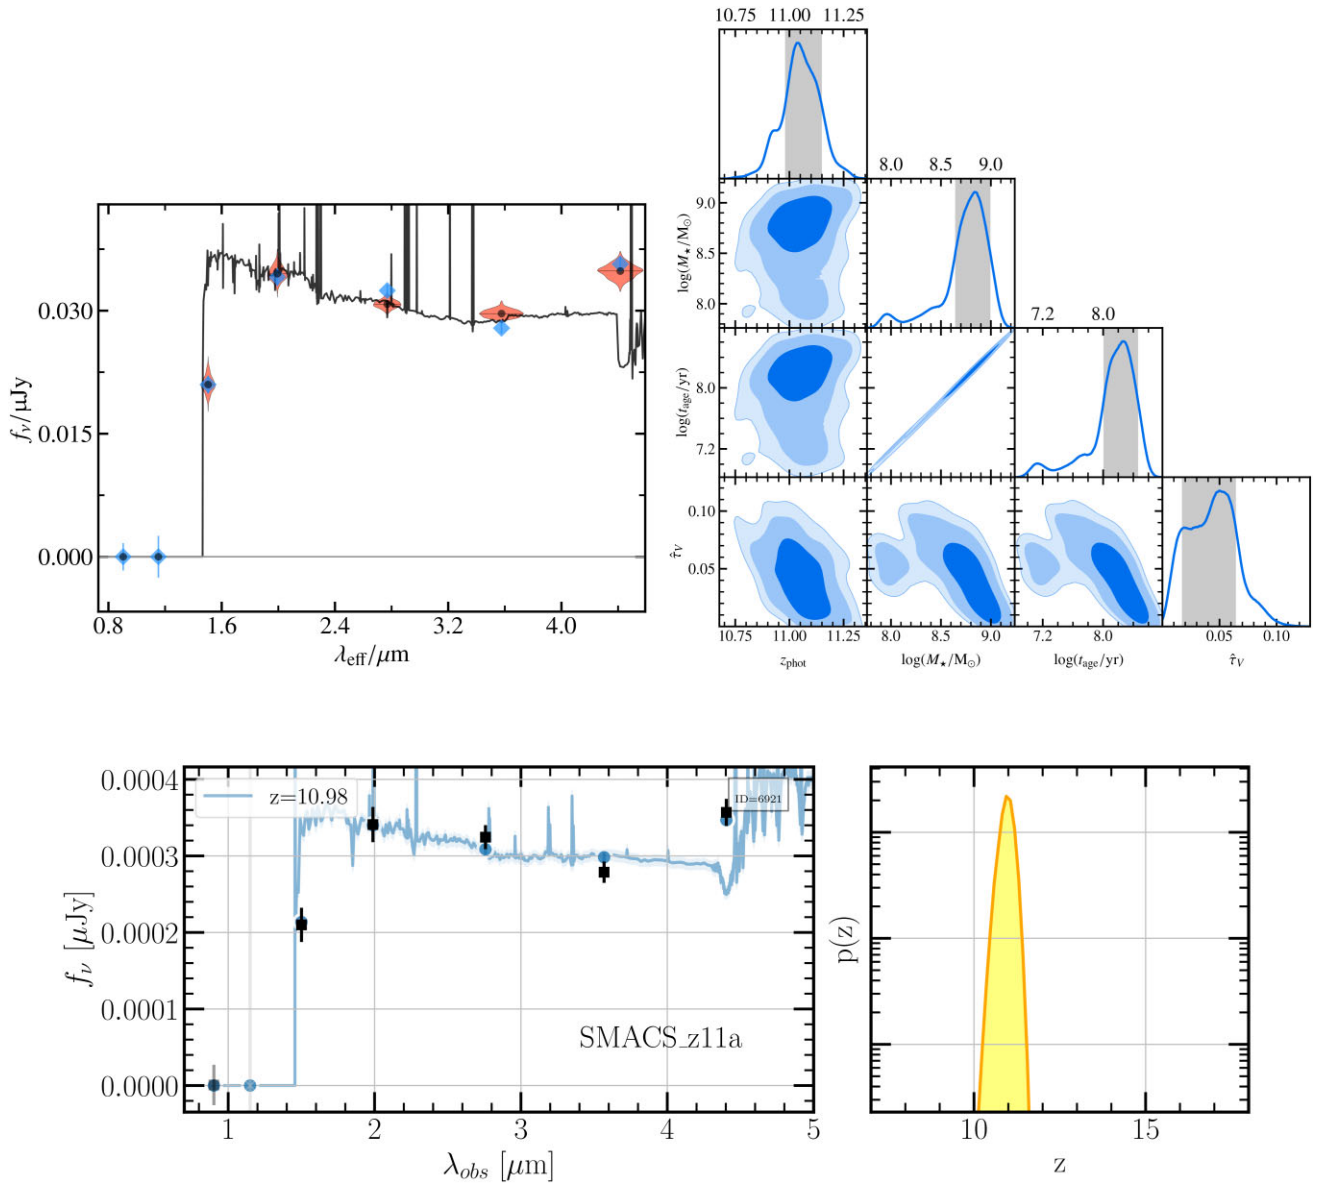 10.75 11.00 11.25
8.0 8.5 9.0
7.2 8.0
f_ν/μJy
0.030
0.015
0.000
0.8 1.6 2.4 3.2 4.0
λ_eff/μm
log(M⋆/M⊙)
9.0
8.5
8.0
log(t_age/yr)
8.0
7.2
τ̂_V
0.10
0.05
10.75 11.00 11.25
8.0 8.5 9.0
7.2 8.0
0.05 0.10
z_phot
log(M⋆/M⊙)
log(t_age/yr)
τ̂_V
f_ν [μJy]
0.0004
0.0003
0.0002
0.0001
0.0000
z=10.98
ID=6921
SMACS_z11a
1 2 3 4 5
λ_obs [μm]
p(z)
10 15
z